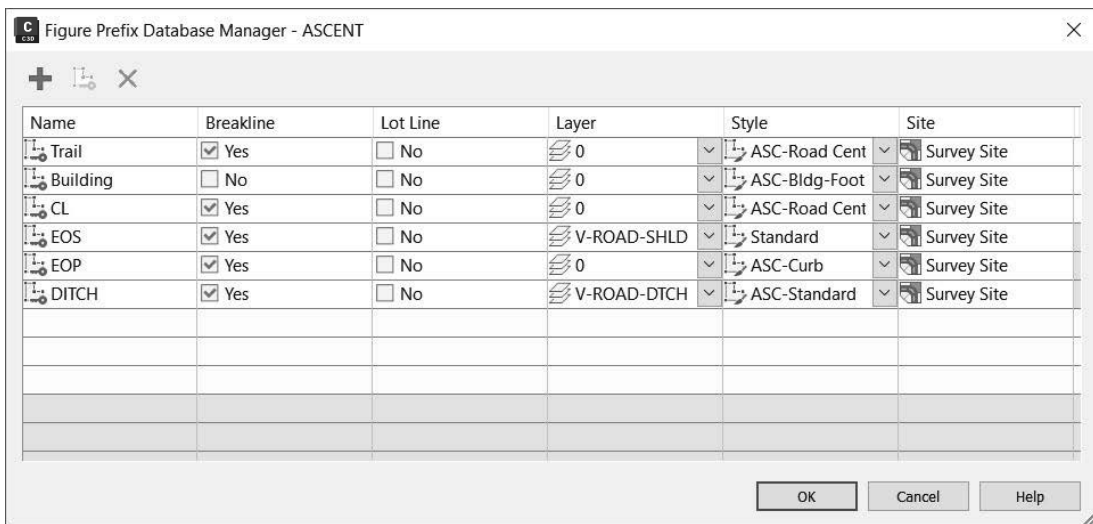 C C3D Figure Prefix Database Manager - ASCENT
Name Breakline Lot Line Layer Style Site
Trail Yes No 0 ASC-Road Cent Survey Site
Building No No 0 ASC-Bldg-Foot Survey Site
CL Yes No 0 ASC-Road Cent Survey Site
EOS Yes No V-ROAD-SHLD Standard Survey Site
EOP Yes No 0 ASC-Curb Survey Site
DITCH Yes No V-ROAD-DTCH ASC-Standard Survey Site
OK Cancel Help